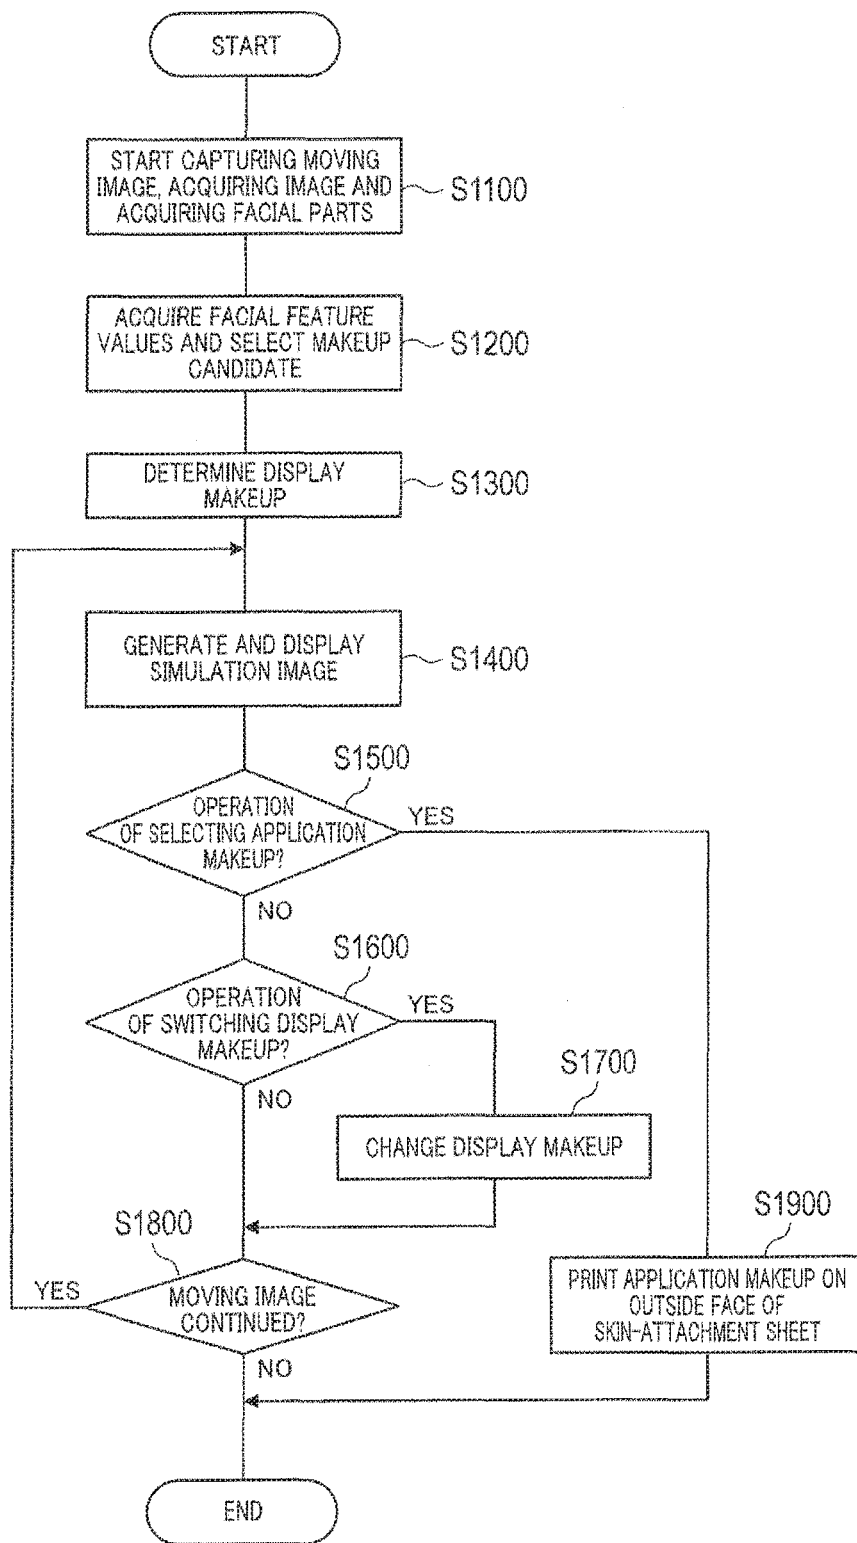 START
START CAPTURING MOVING
IMAGE, ACQUIRING IMAGE AND
ACQUIRING FACIAL PARTS
S1100
ACQUIRE FACIAL FEATURE
VALUES AND SELECT MAKEUP
CANDIDATE
S1200
DETERMINE DISPLAY
MAKEUP
S1300
GENERATE AND DISPLAY
SIMULATION IMAGE
S1400
S1500
OPERATION
OF SELECTING APPLICATION
MAKEUP?
YES
NO
S1600
OPERATION
OF SWITCHING DISPLAY
MAKEUP?
YES
NO
S1700
CHANGE DISPLAY MAKEUP
S1800
MOVING IMAGE
CONTINUED?
YES
NO
S1900
PRINT APPLICATION MAKEUP ON
OUTSIDE FACE OF
SKIN-ATTACHMENT SHEET
END